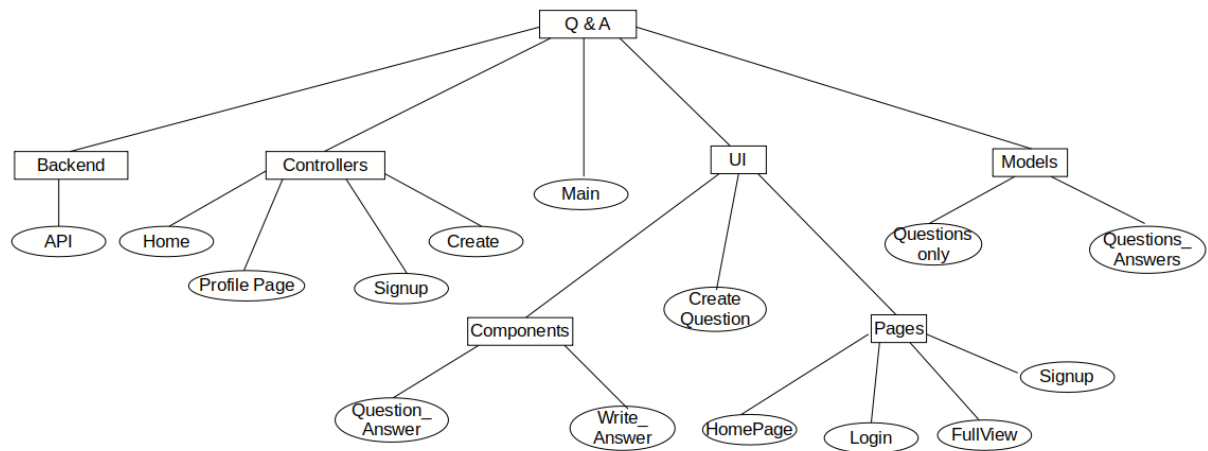 Q & A
Backend
Controllers
UI
Models
Main
API
Home
Create
Questions
only
Questions_
Answers
Profile Page
Signup
Create
Question
Components
Pages
Signup
Question_
Answer
Write_
Answer
HomePage
Login
FullView